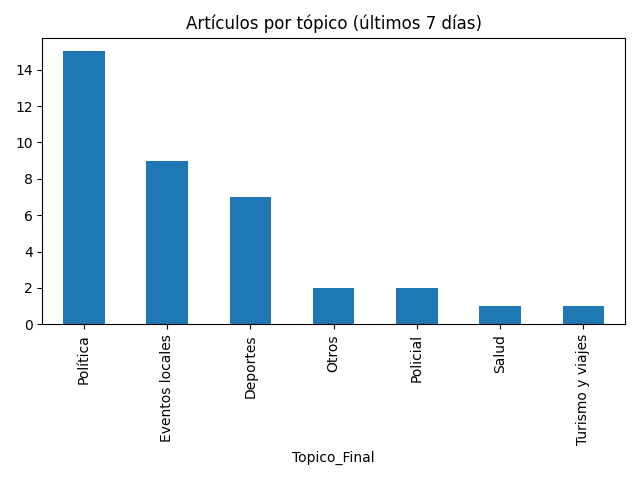 Artículos por tópico (últimos 7 días)
14
12
10
8
6
4
2
0
Política
Eventos locales
Deportes
Otros
Policial
Salud
Turismo y viajes
Topico_Final